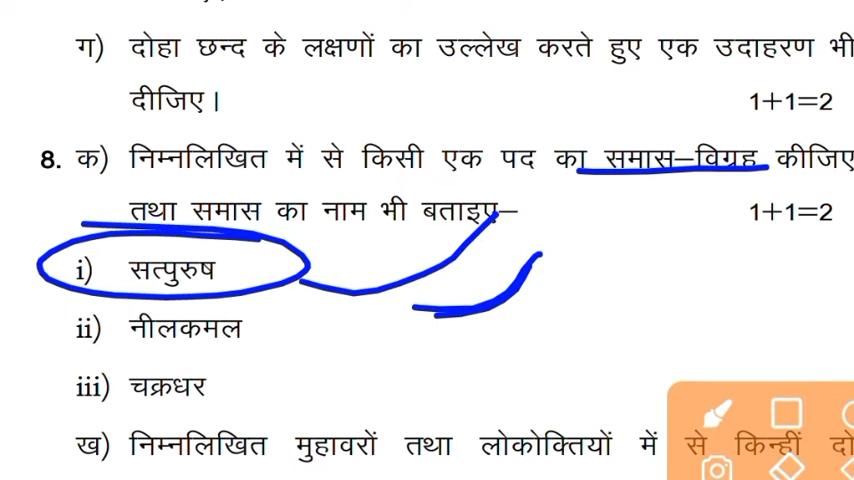 ग) दोहा छन्द के लक्षणों का उल्लेख करते हुए एक उदाहरण भी
दीजिए। 1+1=2
8. क) निम्नलिखित में से किसी एक पद का समास–विग्रह कीजिए
तथा समास का नाम भी बताइए– 1+1=2
i) सत्पुरुष
ii) नीलकमल
iii) चक्रधर
ख) निम्नलिखित मुहावरों तथा लोकोक्तियों में से किन्हीं दो